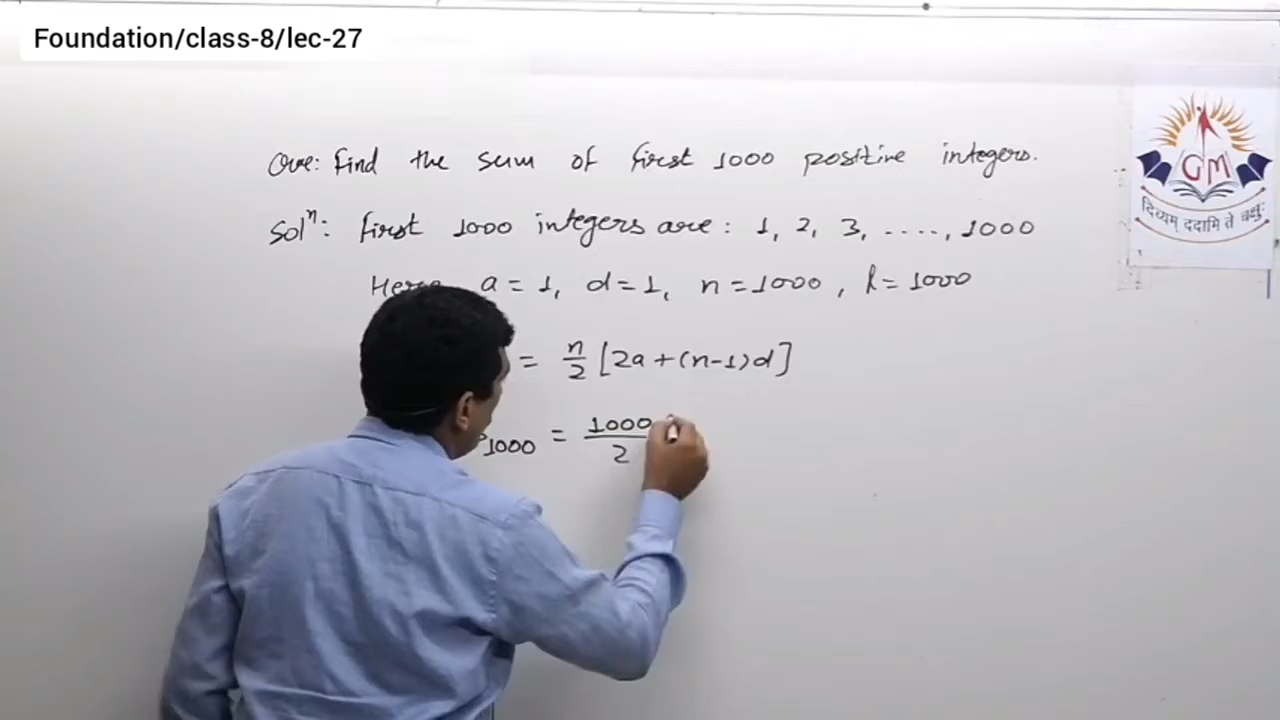 Foundation/class-8/lec-27
Que: Find the sum of first 1000 positive integers.
Solⁿ: First 1000 integers are : 1, 2, 3, ...., 1000
Here a = 1, d = 1, n = 1000, l = 1000
= n/2 [2a + (n-1)d]
1000 = 1000/2
GM
दिव्यम् ददामि ते चक्षुः